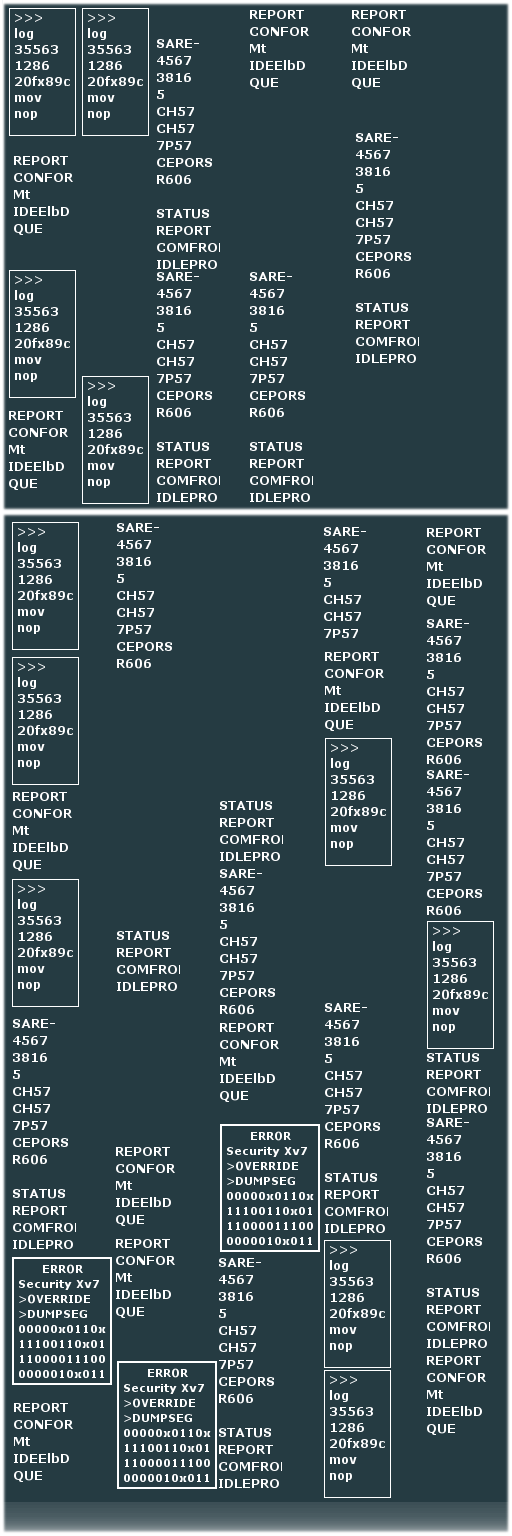 >>>
log
35563
1286
20fx89c
mov
nop
REPORT
CONFOR
Mt
IDEElbD
QUE
>>>
log
35563
1286
20fx89c
mov
nop
REPORT
CONFOR
Mt
IDEElbD
QUE
>>>
log
35563
1286
20fx89c
mov
nop
>>>
log
35563
1286
20fx89c
mov
nop
SARE-
4567
3816
5
CH57
CH57
7P57
CEPORS
R606
STATUS
REPORT
COMFROI
IDLEPRO
SARE-
4567
3816
5
CH57
CH57
7P57
CEPORS
R606
STATUS
REPORT
COMFROI
IDLEPRO
REPORT
CONFOR
Mt
IDEElbD
QUE
SARE-
4567
3816
5
CH57
CH57
7P57
CEPORS
R606
STATUS
REPORT
COMFROI
IDLEPRO
REPORT
CONFOR
Mt
IDEElbD
QUE
SARE-
4567
3816
5
CH57
CH57
7P57
CEPORS
R606
STATUS
REPORT
COMFROI
IDLEPRO
>>>
log
35563
1286
20fx89c
mov
nop
>>>
log
35563
1286
20fx89c
mov
nop
REPORT
CONFOR
Mt
IDEElbD
QUE
>>>
log
35563
1286
20fx89c
mov
nop
SARE-
4567
3816
5
CH57
CH57
7P57
CEPORS
R606
STATUS
REPORT
COMFROI
IDLEPRO
ERROR
Security Xv7
>OVERRIDE
>DUMPSEG
00000x0110x
11100110x01
11000011100
0000010x011
REPORT
CONFOR
Mt
IDEElbD
QUE
SARE-
4567
3816
5
CH57
CH57
7P57
CEPORS
R606
STATUS
REPORT
COMFROI
IDLEPRO
REPORT
CONFOR
Mt
IDEElbD
QUE
REPORT
CONFOR
Mt
IDEElbD
QUE
ERROR
Security Xv7
>OVERRIDE
>DUMPSEG
00000x0110x
11100110x01
11000011100
0000010x011
STATUS
REPORT
COMFROI
IDLEPRO
SARE-
4567
3816
5
CH57
CH57
7P57
CEPORS
R606
REPORT
CONFOR
Mt
IDEElbD
QUE
ERROR
Security Xv7
>OVERRIDE
>DUMPSEG
00000x0110x
11100110x01
11000011100
0000010x011
SARE-
4567
3816
5
CH57
CH57
7P57
CEPORS
R606
STATUS
REPORT
COMFROI
IDLEPRO
SARE-
4567
3816
5
CH57
CH57
7P57
REPORT
CONFOR
Mt
IDEElbD
QUE
>>>
log
35563
1286
20fx89c
mov
nop
SARE-
4567
3816
5
CH57
CH57
7P57
CEPORS
R606
STATUS
REPORT
COMFROI
IDLEPRO
>>>
log
35563
1286
20fx89c
mov
nop
>>>
log
35563
1286
20fx89c
mov
nop
REPORT
CONFOR
Mt
IDEElbD
QUE
SARE-
4567
3816
5
CH57
CH57
7P57
CEPORS
R606
SARE-
4567
3816
5
CH57
CH57
7P57
CEPORS
R606
>>>
log
35563
1286
20fx89c
mov
nop
STATUS
REPORT
COMFROI
IDLEPRO
SARE-
4567
3816
5
CH57
CH57
7P57
CEPORS
R606
STATUS
REPORT
COMFROI
IDLEPRO
REPORT
CONFOR
Mt
IDEElbD
QUE